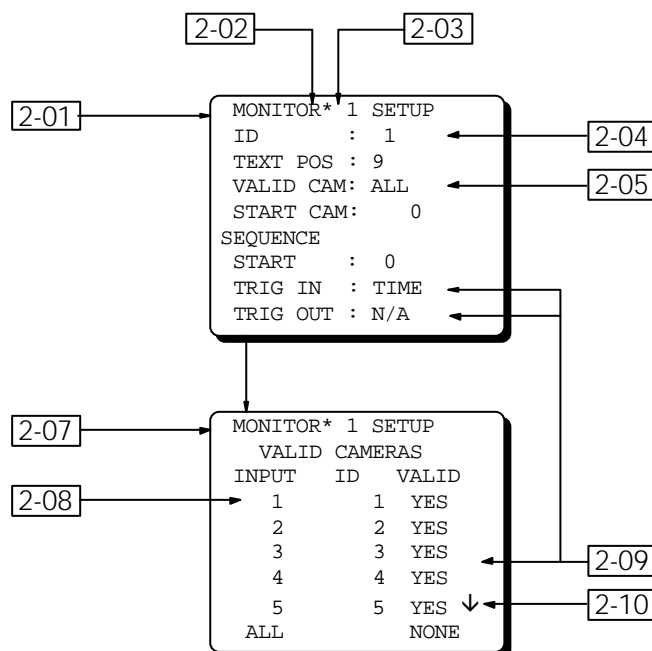 2-02 2-03
2-01
MONITOR* 1 SETUP
ID : 1
2-04
TEXT POS : 9
VALID CAM: ALL
2-05
START CAM: 0
SEQUENCE
START : 0
TRIG IN : TIME
TRIG OUT : N/A
2-07
MONITOR* 1 SETUP
VALID CAMERAS
INPUT ID VALID
2-08
1 1 YES
2 2 YES
3 3 YES
2-09
4 4 YES
5 5 YES ↓
2-10
ALL NONE